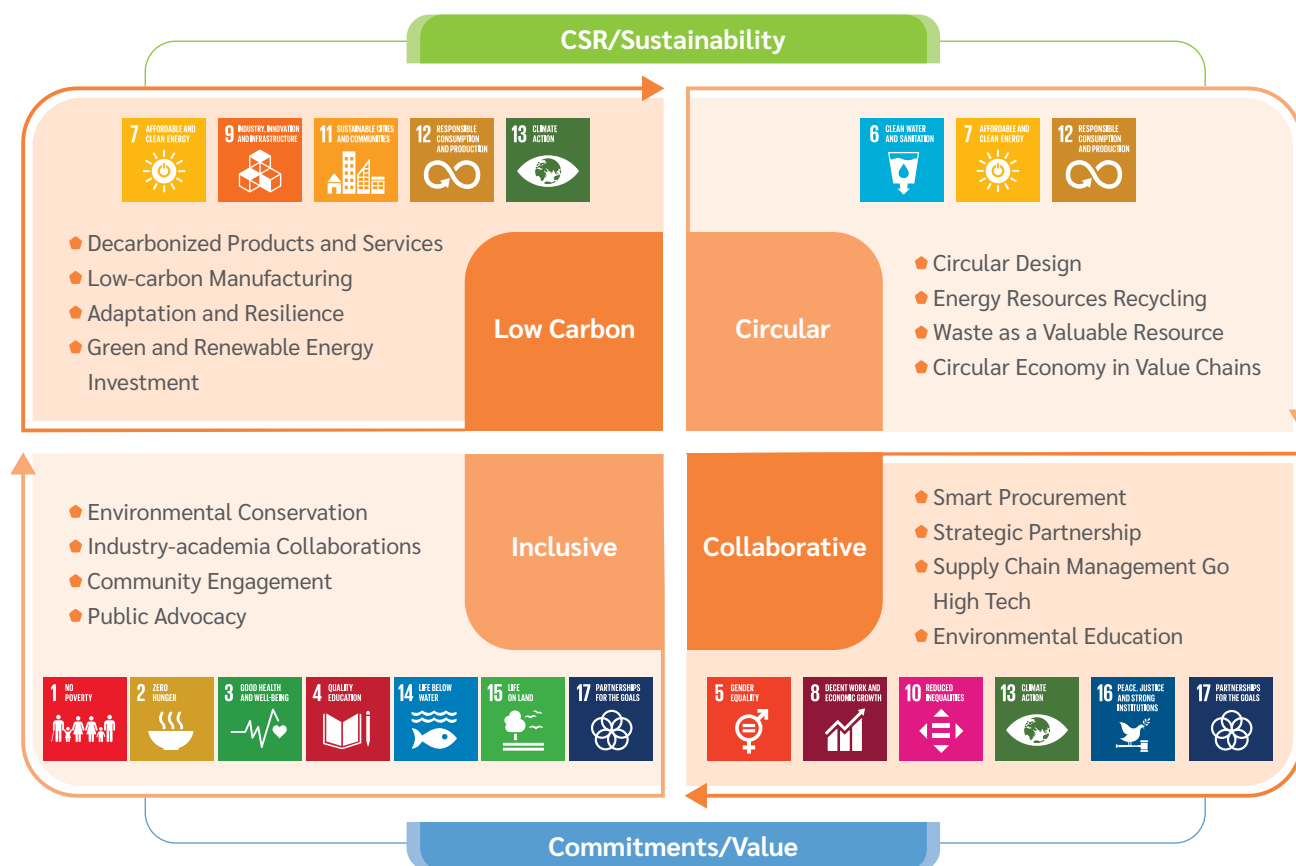 CSR/Sustainability
7 AFFORDABLE AND
CLEAN ENERGY
9 INDUSTRY, INNOVATION
AND INFRASTRUCTURE
11 SUSTAINABLE CITIES
AND COMMUNITIES
12 RESPONSIBLE
CONSUMPTION
AND PRODUCTION
13 CLIMATE
ACTION
Decarbonized Products and Services
Low-carbon Manufacturing
Adaptation and Resilience
Green and Renewable Energy
Investment
Low Carbon
6 CLEAN WATER
AND SANITATION
7 AFFORDABLE AND
CLEAN ENERGY
12 RESPONSIBLE
CONSUMPTION
AND PRODUCTION
Circular
Circular Design
Energy Resources Recycling
Waste as a Valuable Resource
Circular Economy in Value Chains
Environmental Conservation
Industry-academia Collaborations
Community Engagement
Public Advocacy
Inclusive
1 NO
POVERTY
2 ZERO
HUNGER
3 GOOD HEALTH
AND WELL-BEING
4 QUALITY
EDUCATION
14 LIFE BELOW
WATER
15 LIFE
ON LAND
17 PARTNERSHIPS
FOR THE GOALS
Collaborative
Smart Procurement
Strategic Partnership
Supply Chain Management Go
High Tech
Environmental Education
5 GENDER
EQUALITY
8 DECENT WORK AND
ECONOMIC GROWTH
10 REDUCED
INEQUALITIES
13 CLIMATE
ACTION
16 PEACE, JUSTICE
AND STRONG
INSTITUTIONS
17 PARTNERSHIPS
FOR THE GOALS
Commitments/Value